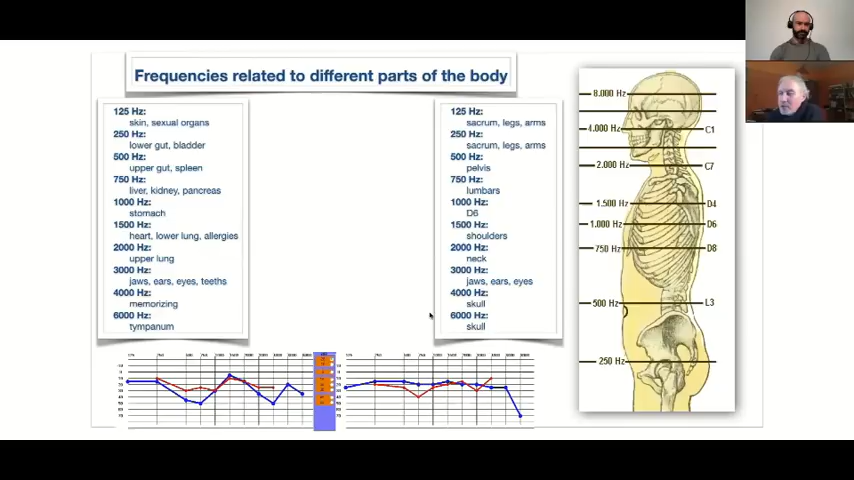 Frequencies related to different parts of the body
125 Hz:
skin, sexual organs
250 Hz:
lower gut, bladder
500 Hz:
upper gut, spleen
750 Hz:
liver, kidney, pancreas
1000 Hz:
stomach
1500 Hz:
heart, lower lung, allergies
2000 Hz:
upper lung
3000 Hz:
jaws, ears, eyes, teeths
4000 Hz:
memorizing
6000 Hz:
tympanum
125 Hz:
sacrum, legs, arms
250 Hz:
sacrum, legs, arms
500 Hz:
pelvis
750 Hz:
lumbars
1000 Hz:
D6
1500 Hz:
shoulders
2000 Hz:
neck
3000 Hz:
jaws, ears, eyes
4000 Hz:
skull
6000 Hz:
skull
8.000 Hz
4.000 Hz C1
2.000 Hz C7
1.500 Hz D4
1.000 Hz D6
750 Hz D8
500 Hz L3
250 Hz